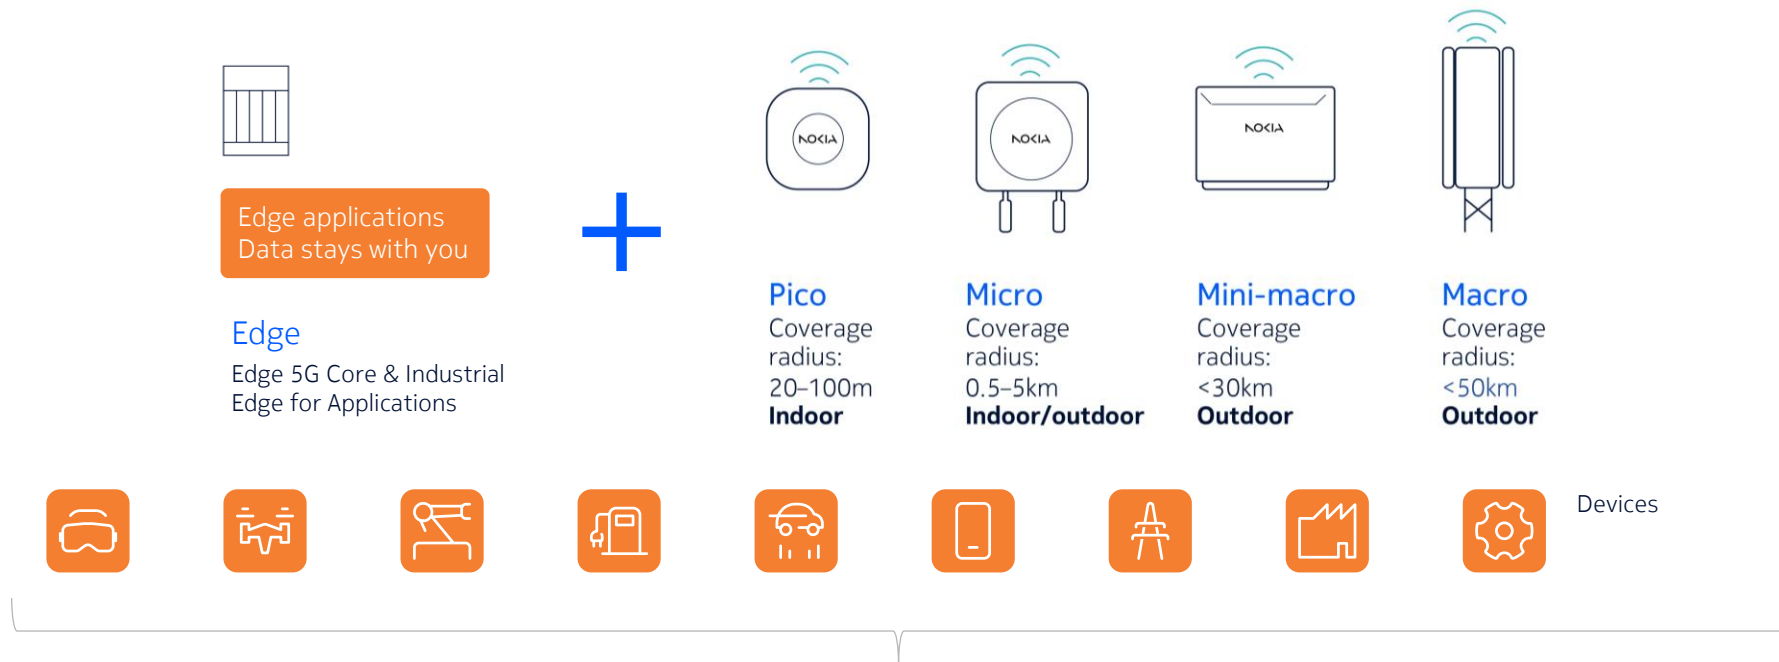 NOKIA
NOKIA
NOKIA
Edge applications
Data stays with you
Edge
Edge 5G Core & Industrial
Edge for Applications
Pico
Coverage
radius:
20–100m
Indoor
Micro
Coverage
radius:
0.5–5km
Indoor/outdoor
Mini-macro
Coverage
radius:
<30km
Outdoor
Macro
Coverage
radius:
<50km
Outdoor
Devices